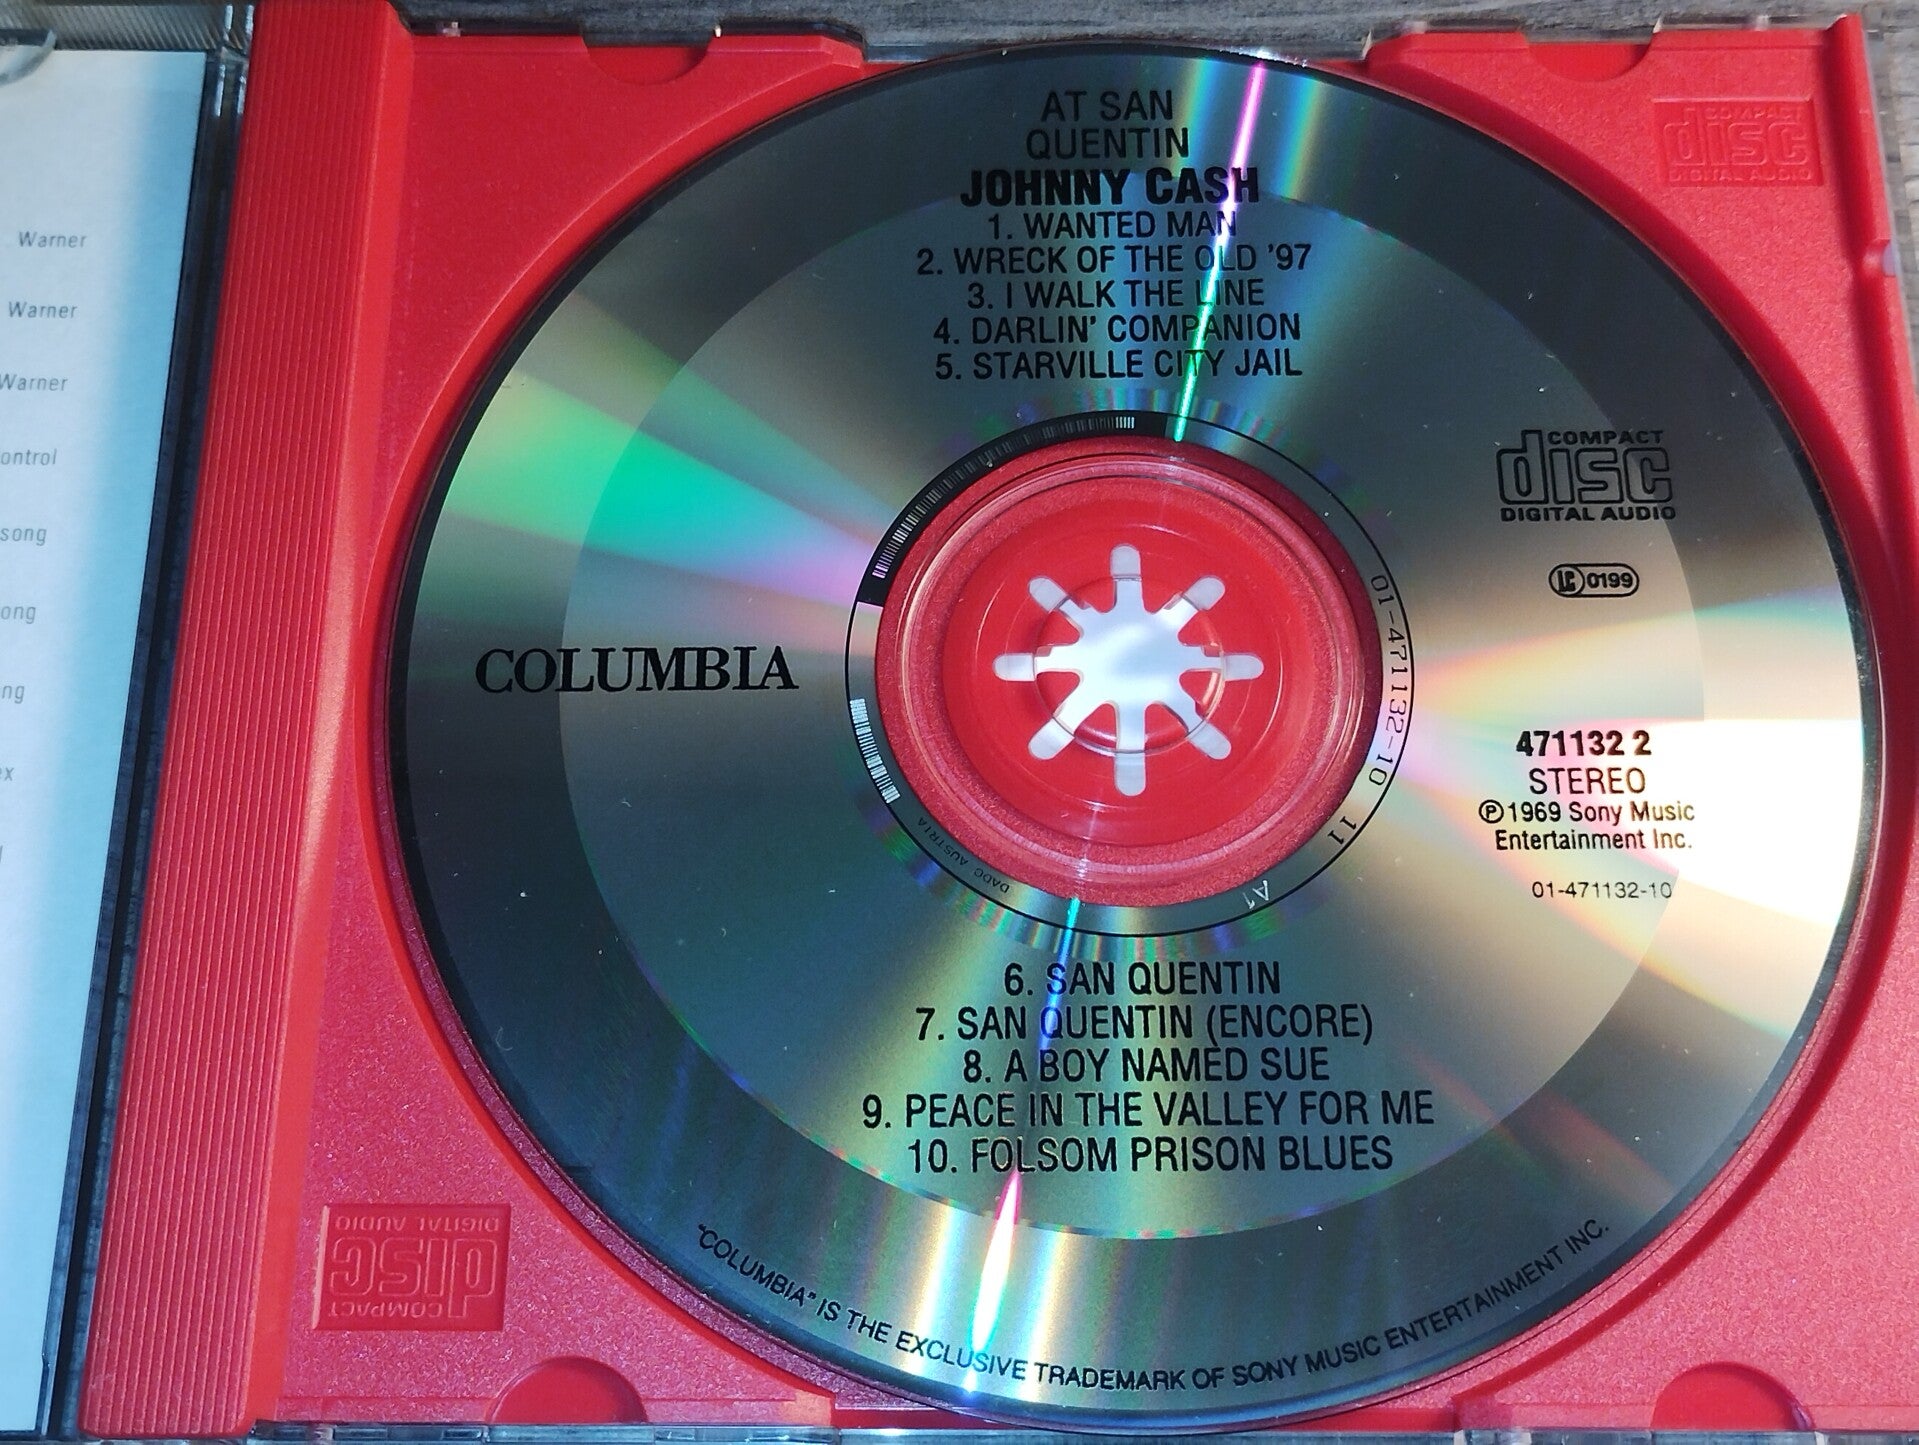 Warner
Warner
Warner
ontrol
song
ong
ng
ex
AT SAN
QUENTIN
JOHNNY CASH
1. WANTED MAN
2. WRECK OF THE OLD '97
3. I WALK THE LINE
4. DARLIN' COMPANION
5. STARVILLE CITY JAIL
COLUMBIA
COMPACT
disc
DIGITAL AUDIO
LC 0199
471132 2
STEREO
℗ 1969 Sony Music
Entertainment Inc.
01-471132-10
01-471132-10 11
A1
DADC AUSTRIA
6. SAN QUENTIN
7. SAN QUENTIN (ENCORE)
8. A BOY NAMED SUE
9. PEACE IN THE VALLEY FOR ME
10. FOLSOM PRISON BLUES
"COLUMBIA" IS THE EXCLUSIVE TRADEMARK OF SONY MUSIC ENTERTAINMENT INC.
COMPACT
disc
DIGITAL AUDIO
COMPACT
disc
DIGITAL AUDIO